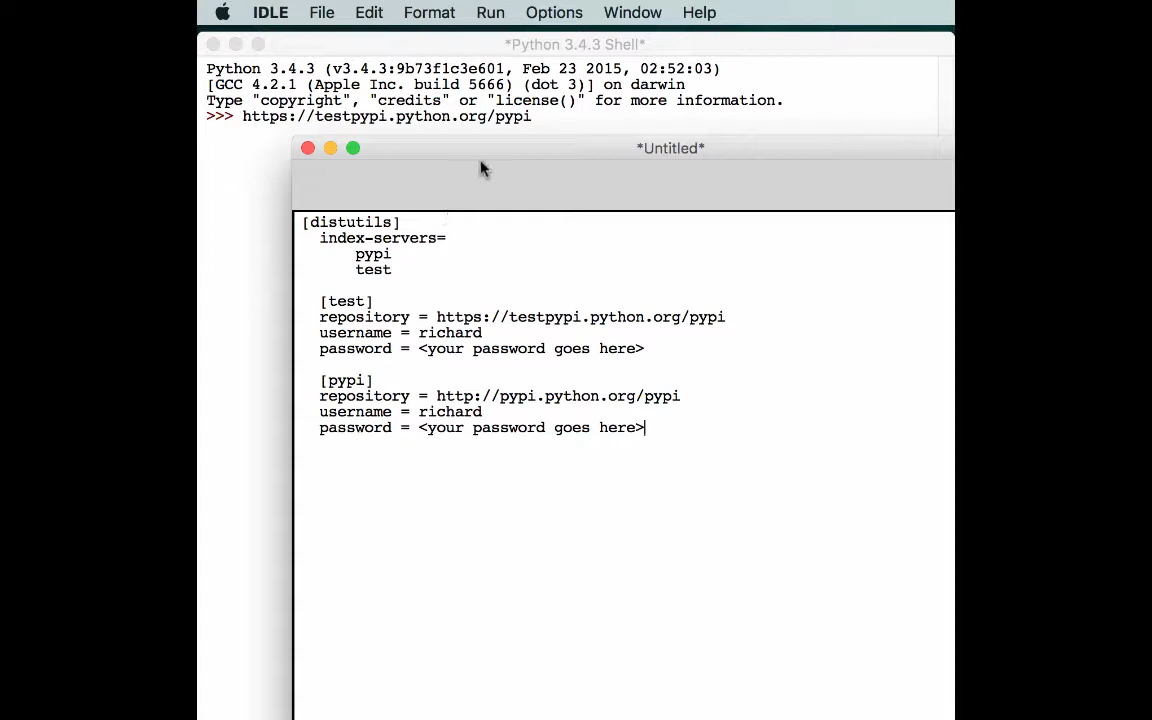 IDLE File Edit Format Run Options Window Help
*Python 3.4.3 Shell*
Python 3.4.3 (v3.4.3:9b73f1c3e601, Feb 23 2015, 02:52:03)
[GCC 4.2.1 (Apple Inc. build 5666) (dot 3)] on darwin
Type "copyright", "credits" or "license()" for more information.
>>> https://testpypi.python.org/pypi
*Untitled*
[distutils]
index-servers=
pypi
test
[test]
repository = https://testpypi.python.org/pypi
username = richard
password = <your password goes here>
[pypi]
repository = http://pypi.python.org/pypi
username = richard
password = <your password goes here>